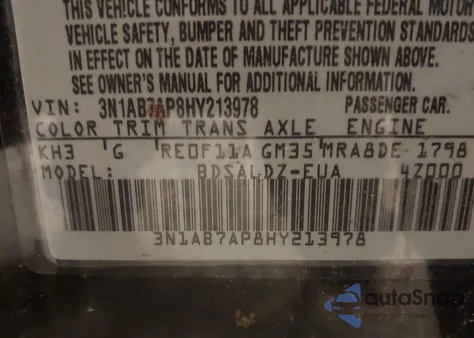 THIS VEHICLE CONFORMS TO ALL APPLICABLE FEDERAL MOTOR
VEHICLE SAFETY, BUMPER AND THEFT PREVENTION STANDARDS
IN EFFECT ON THE DATE OF MANUFACTURE SHOWN ABOVE.
SEE OWNER'S MANUAL FOR ADDITIONAL INFORMATION.
VIN: 3N1AB7AP8HY213978 PASSENGER CAR.
COLOR TRIM TRANS AXLE ENGINE
KH3 G RE0F11A GM35 MRA8DE 1798
MODEL: BDSALDZ-EUA 4Z000
3N1AB7AP8HY213978
autoSnap